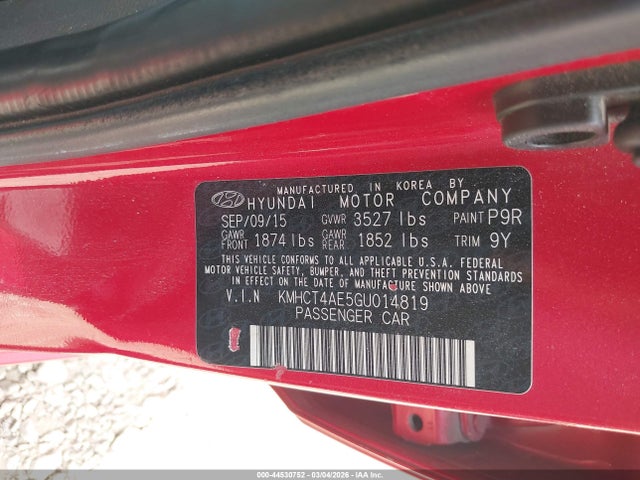 MANUFACTURED IN KOREA BY
HYUNDAI MOTOR COMPANY
SEP/09/15 GVWR 3527 lbs PAINT P9R
GAWR FRONT 1874 lbs GAWR REAR 1852 lbs TRIM 9Y
THIS VEHICLE CONFORMS TO ALL APPLICABLE U.S.A. FEDERAL
MOTOR VEHICLE SAFETY, BUMPER, AND THEFT PREVENTION STANDARDS
IN EFFECT ON THE DATE OF MANUFACTURE SHOWN ABOVE.
V.I.N KMHCT4AE5GU014819
PASSENGER CAR
000-44530752 - 03/04/2026 - IAA Inc.